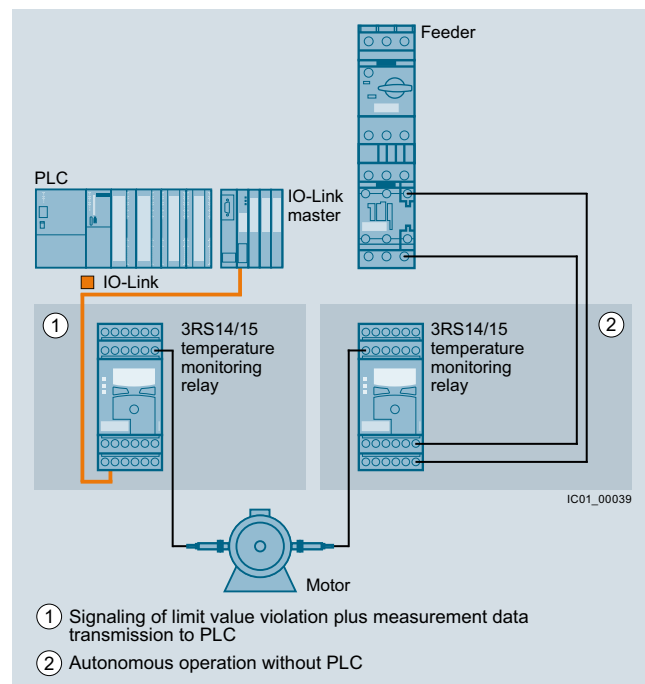 Feeder
PLC
IO-Link
master
IO-Link
1
3RS14/15
temperature
monitoring
relay
3RS14/15
temperature
monitoring
relay
2
IC01_00039
Motor
1 Signaling of limit value violation plus measurement data
transmission to PLC
2 Autonomous operation without PLC